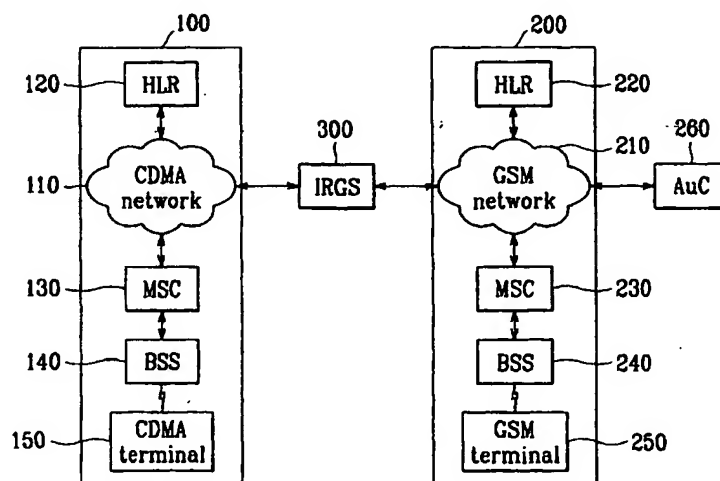 100
200
120
HLR
HLR
220
300
210
260
110
CDMA
network
IRGS
GSM
network
AuC
130
MSC
MSC
230
140
BSS
BSS
240
150
CDMA
terminal
GSM
terminal
250